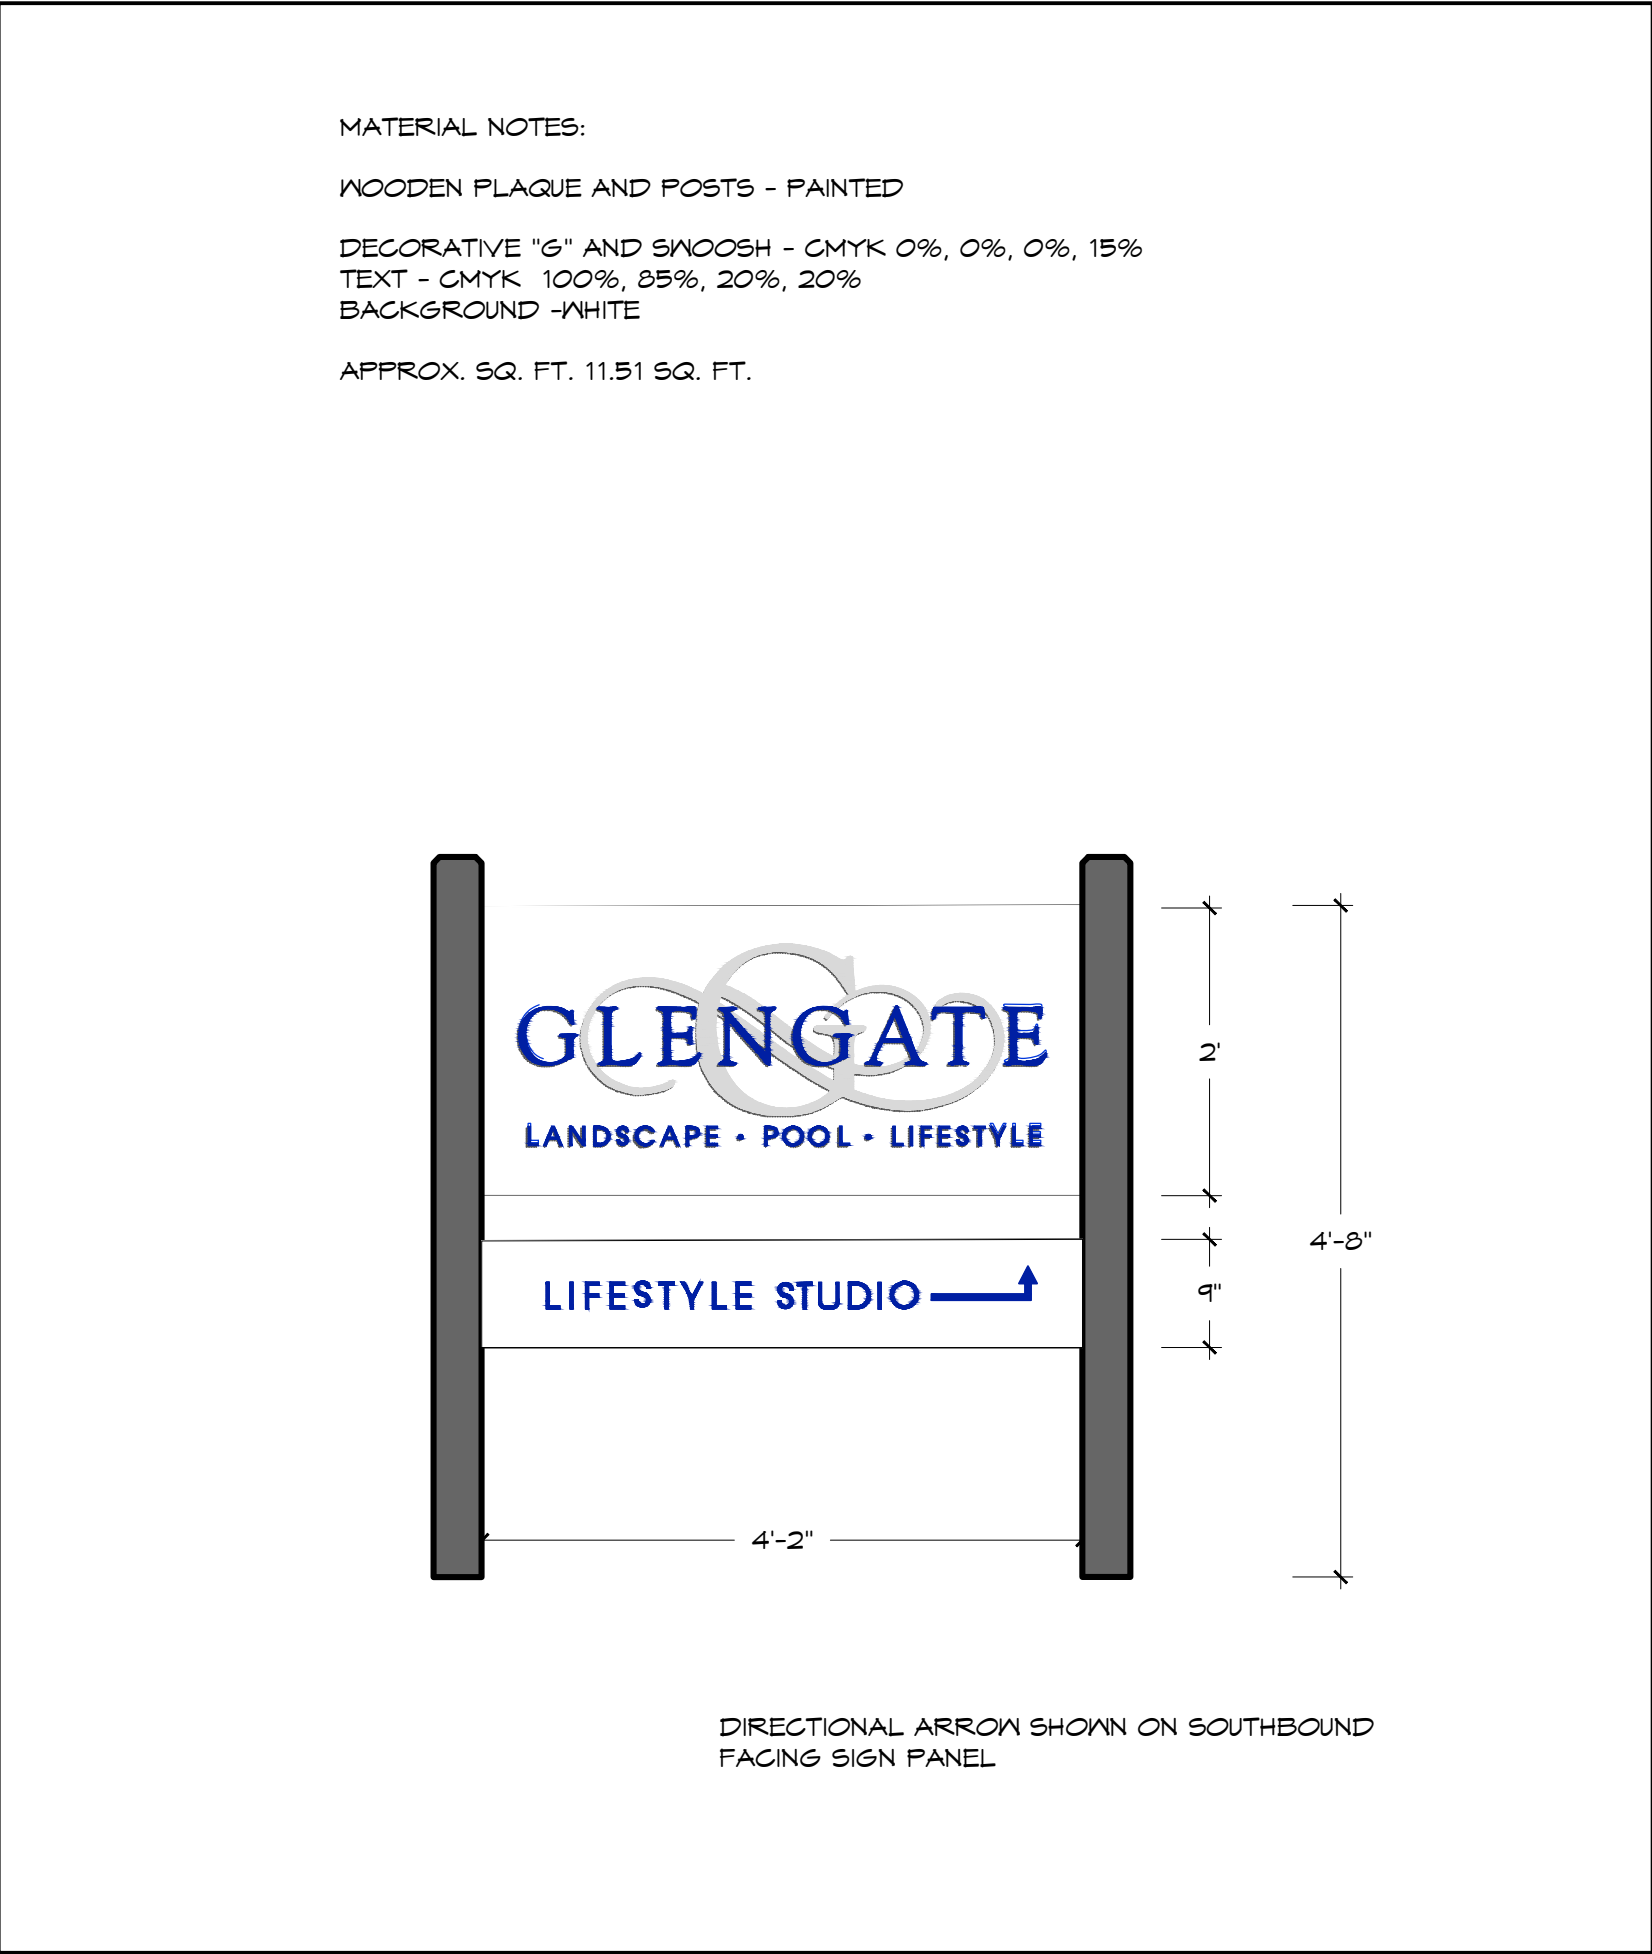 MATERIAL NOTES:
WOODEN PLAQUE AND POSTS - PAINTED
DECORATIVE "G" AND SWOOSH - CMYK 0%, 0%, 0%, 15%
TEXT - CMYK  100%, 85%, 20%, 20%
BACKGROUND -WHITE
APPROX. SQ. FT. 11.51 SQ. FT.
G
GLENGATE
2'
LANDSCAPE • POOL • LIFESTYLE
4'-8"
LIFESTYLE STUDIO
9"
4'-2"
DIRECTIONAL ARROW SHOWN ON SOUTHBOUND
FACING SIGN PANEL